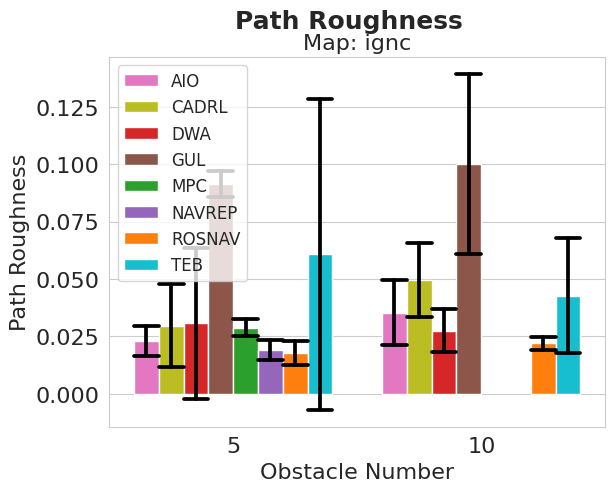 Path Roughness
Map: ignc
AIO
CADRL
DWA
GUL
MPC
NAVREP
ROSNAV
TEB
0.125
0.100
0.075
0.050
0.025
0.000
Path Roughness
5
10
Obstacle Number